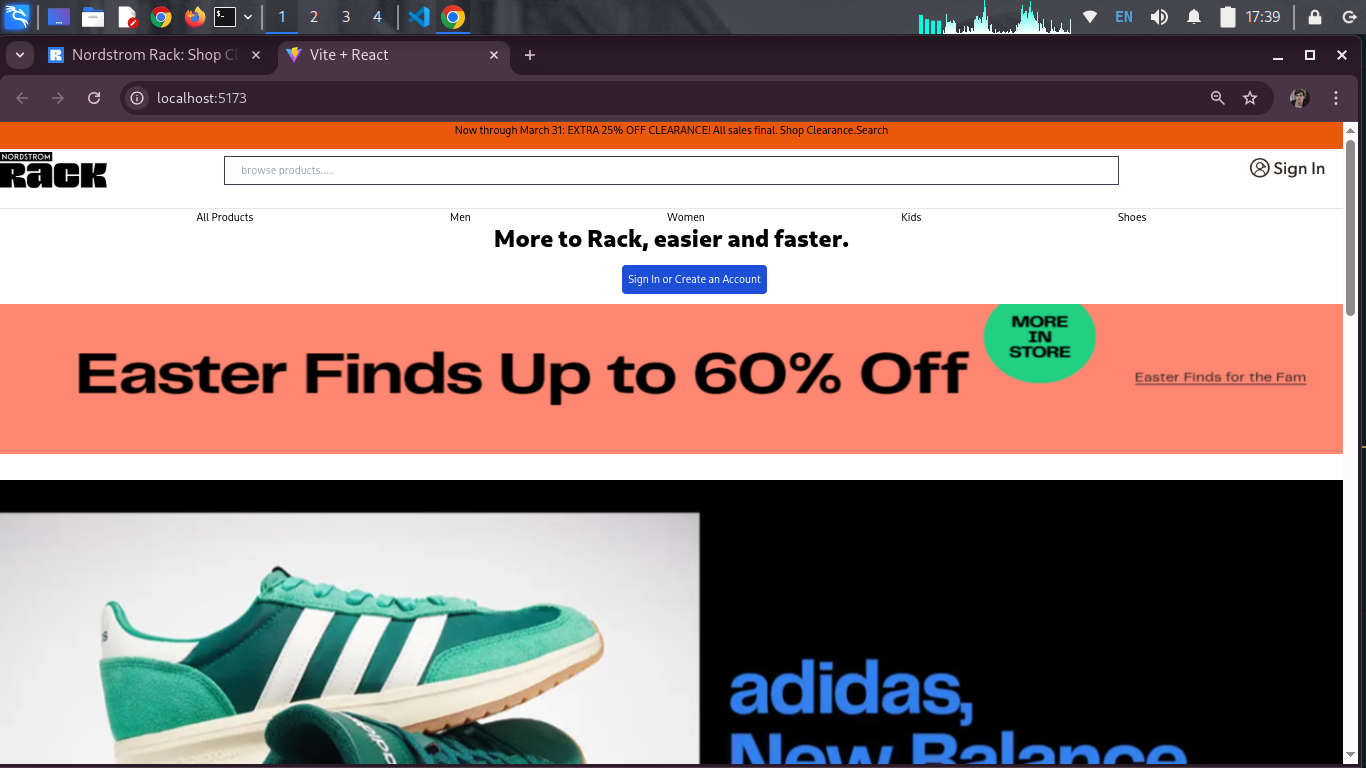 1 2 3 4 EN 17:39
Nordstrom Rack: Shop Cl
Vite + React
localhost:5173
Now through March 31: EXTRA 25% OFF CLEARANCE! All sales final. Shop Clearance.Search
NORDSTROM
RACK
browse products.....
Sign In
All Products Men Women Kids Shoes
More to Rack, easier and faster.
Sign In or Create an Account
MORE
IN
STORE
Easter Finds Up to 60% Off
Easter Finds for the Fam
adidas,
New Balance